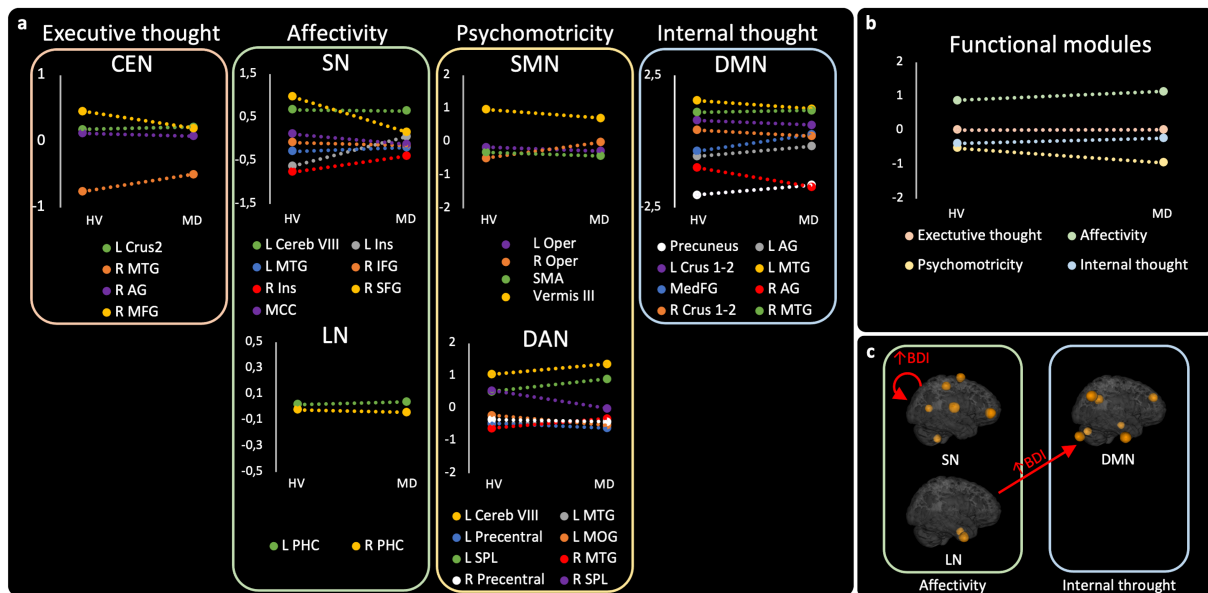 a
Executive thought
Affectivity
Psychomotricity
Internal thought
CEN
SN
SMN
DMN
1
0
-1
HV
MD
L Crus2
R MTG
R AG
R MFG
1,5
0,5
-0,5
-1,5
HV
MD
L Cereb VIII
L Ins
L MTG
R IFG
R Ins
R SFG
MCC
2
1
0
-1
-2
HV
MD
L Oper
R Oper
SMA
Vermis III
2,5
-2,5
HV
MD
Precuneus
L AG
L Crus 1-2
L MTG
MedFG
R AG
R Crus 1-2
R MTG
LN
0,5
0,3
0,1
-0,1
-0,3
-0,5
HV
MD
L PHC
R PHC
DAN
2
1
0
-1
2
HV
MD
L Cereb VIII
L MTG
L Precentral
L MOG
L SPL
R MTG
R Precentral
R SPL
b
Functional modules
2
1
0
-1
-2
HV
MD
Exectutive thought
Affectivity
Psychomotricity
Internal thought
c
↑BDI
SN
↑BDI
DMN
LN
Affectivity
Internal throught